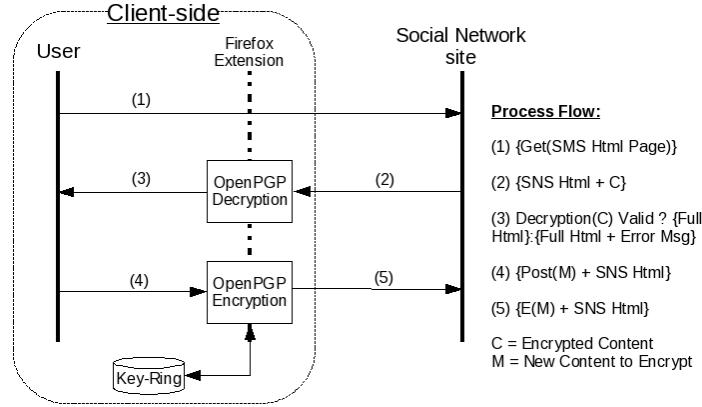 Client-side
User
Firefox
Extension
Social Network
site
(1)
(3)
OpenPGP
Decryption
(2)
(4)
OpenPGP
Encryption
(5)
Key-Ring
Process Flow:
(1) {Get(SMS Html Page)}
(2) {SNS Html + C}
(3) Decryption(C) Valid ? {Full
Html}:{Full Html + Error Msg}
(4) {Post(M) + SNS Html}
(5) {E(M) + SNS Html}
C = Encrypted Content
M = New Content to Encrypt